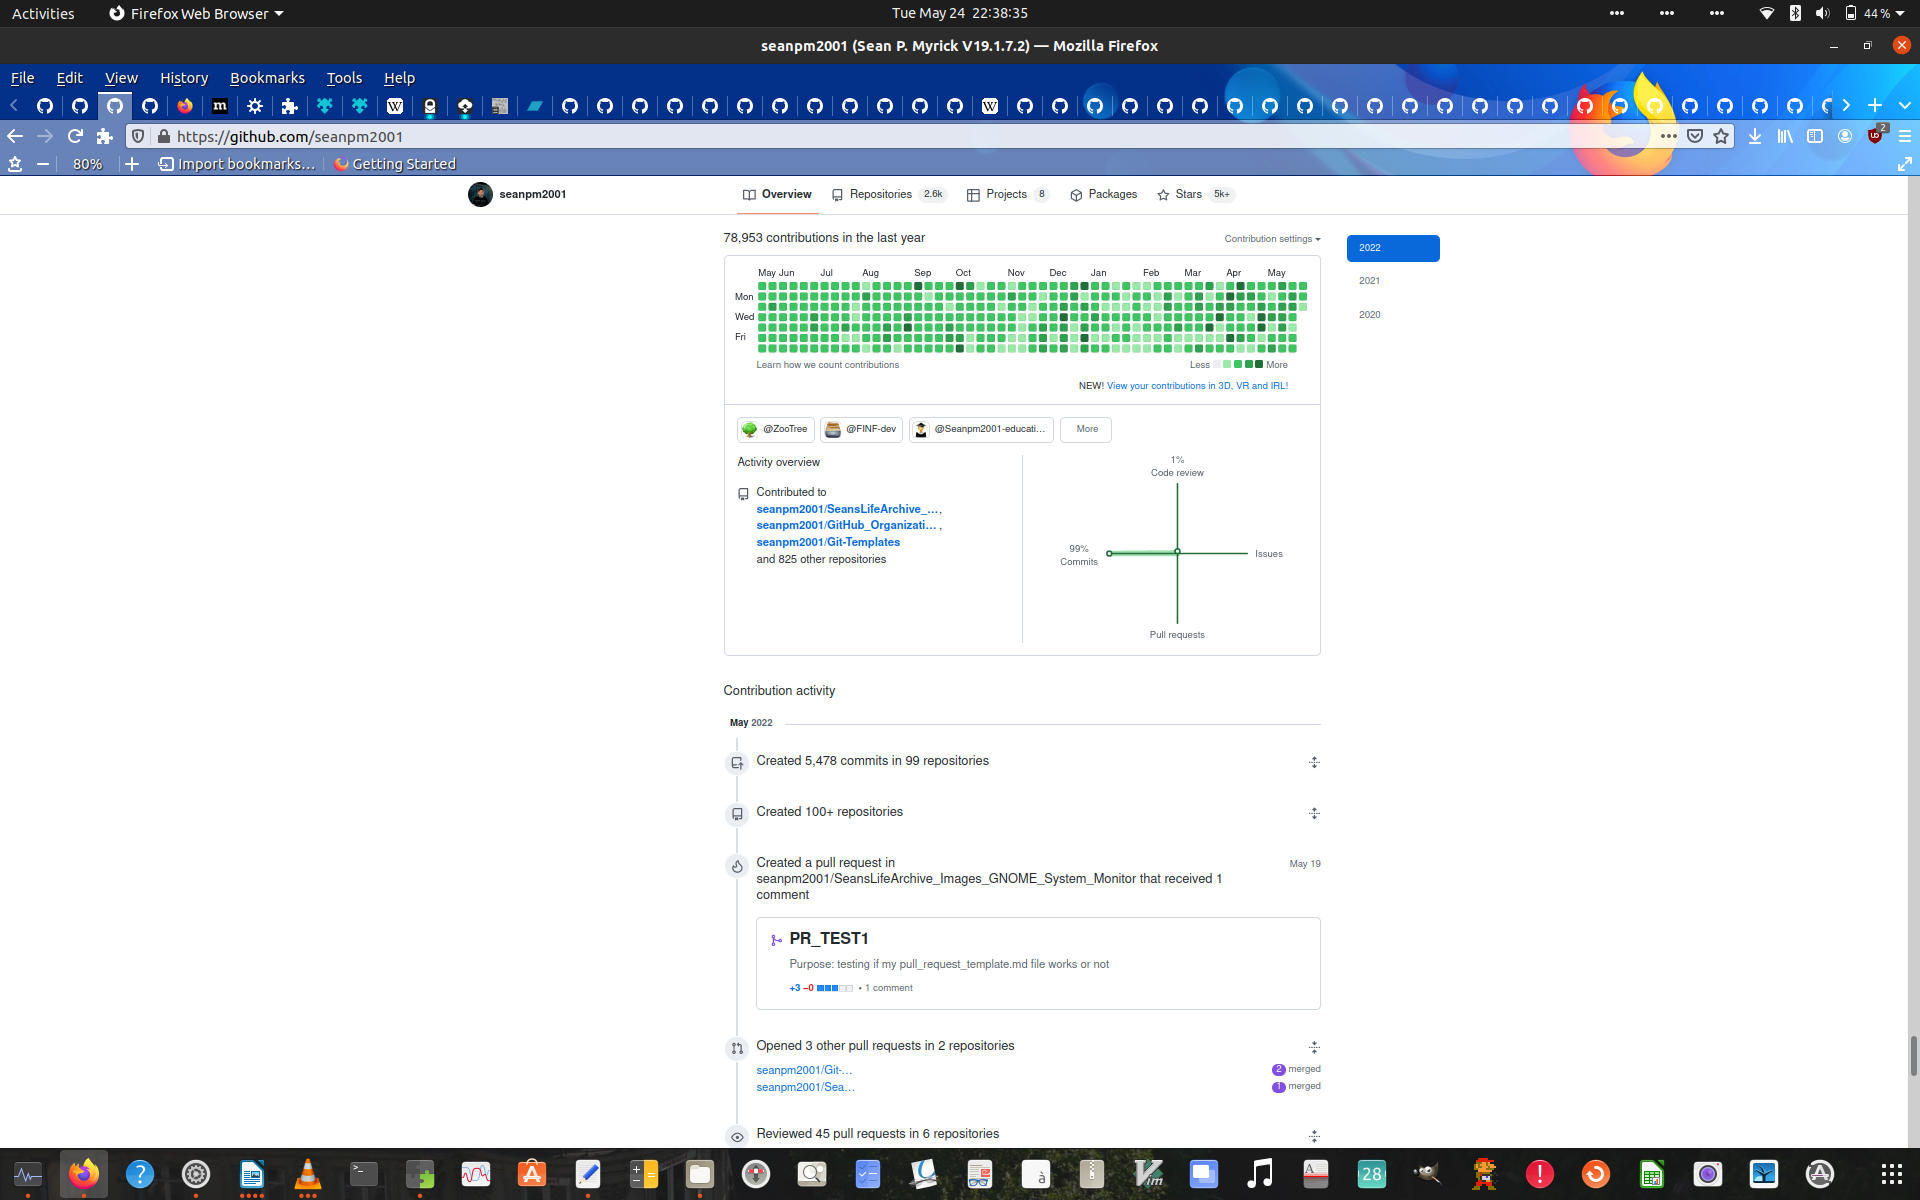 Activities Firefox Web Browser Tue May 24 22:38:35 44 %
seanpm2001 (Sean P. Myrick V19.1.7.2) — Mozilla Firefox
File Edit View History Bookmarks Tools Help
https://github.com/seanpm2001 2
80% Import bookmarks... Getting Started
seanpm2001 Overview Repositories 2.6k Projects 8 Packages Stars 5k+
78,953 contributions in the last year Contribution settings
2022
2021
2020
May Jun Jul Aug Sep Oct Nov Dec Jan Feb Mar Apr May
Mon
Wed
Fri
Learn how we count contributions Less More
NEW! View your contributions in 3D, VR and IRL!
@ZooTree @FINF-dev @Seanpm2001-educati... More
Activity overview
Contributed to
seanpm2001/SeansLifeArchive_...,
seanpm2001/GitHub_Organizati... ,
seanpm2001/Git-Templates
and 825 other repositories
1%
Code review
99%
Commits
Issues
Pull requests
Contribution activity
May 2022
Created 5,478 commits in 99 repositories
Created 100+ repositories
Created a pull request in May 19
seanpm2001/SeansLifeArchive_Images_GNOME_System_Monitor that received 1
comment
PR_TEST1
Purpose: testing if my pull_request_template.md file works or not
+3 −0 • 1 comment
Opened 3 other pull requests in 2 repositories
seanpm2001/Git-... 2 merged
seanpm2001/Sea... 1 merged
Reviewed 45 pull requests in 6 repositories
28